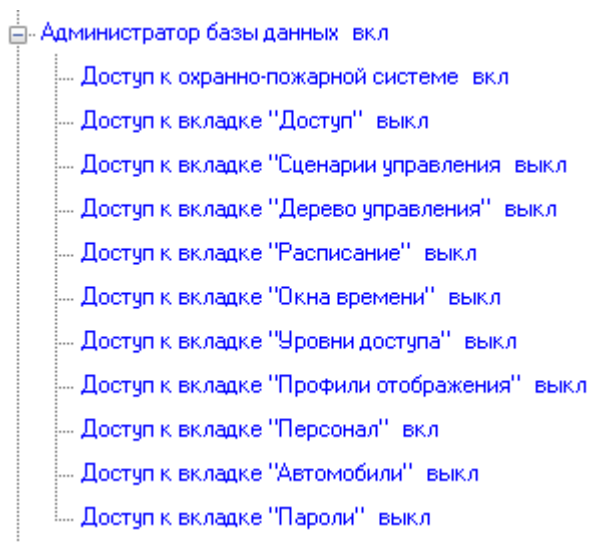 Администратор базы данных вкл
Доступ к охранно-пожарной системе вкл
Доступ к вкладке "Доступ" выкл
Доступ к вкладке "Сценарии управления выкл
Доступ к вкладке "Дерево управления" выкл
Доступ к вкладке "Расписание" выкл
Доступ к вкладке "Окна времени" выкл
Доступ к вкладке "Уровни доступа" выкл
Доступ к вкладке "Профили отображения" выкл
Доступ к вкладке "Персонал" вкл
Доступ к вкладке "Автомобили" выкл
Доступ к вкладке "Пароли" выкл